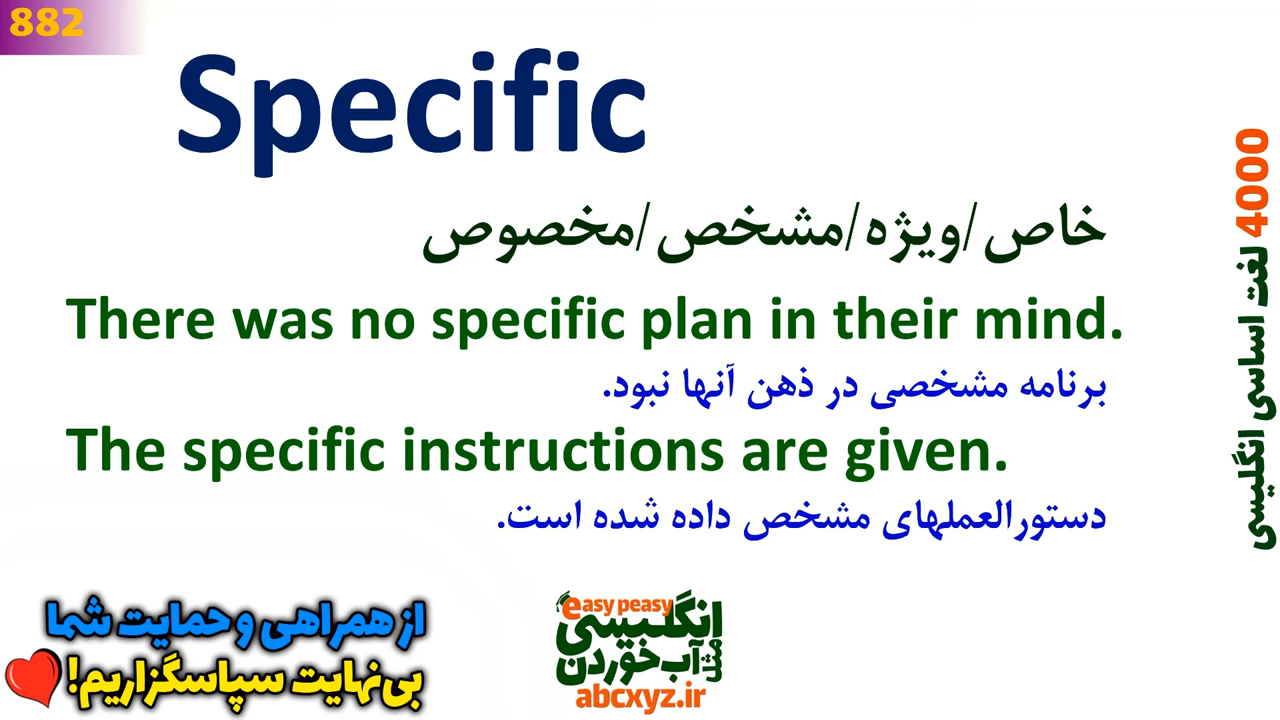 882
Specific
خاص/ویژه/مشخص/مخصوص
There was no specific plan in their mind.
برنامه مشخصی در ذهن آنها نبود.
The specific instructions are given.
دستورالعملهای مشخص داده شده است.
4000 لغت اساسی انگلیسی
از همراهی و حمایت شما
بی‌نهایت سپاسگزاریم!
easy peasy
انگلیسی
مثل آب خوردن
abcxyz.ir